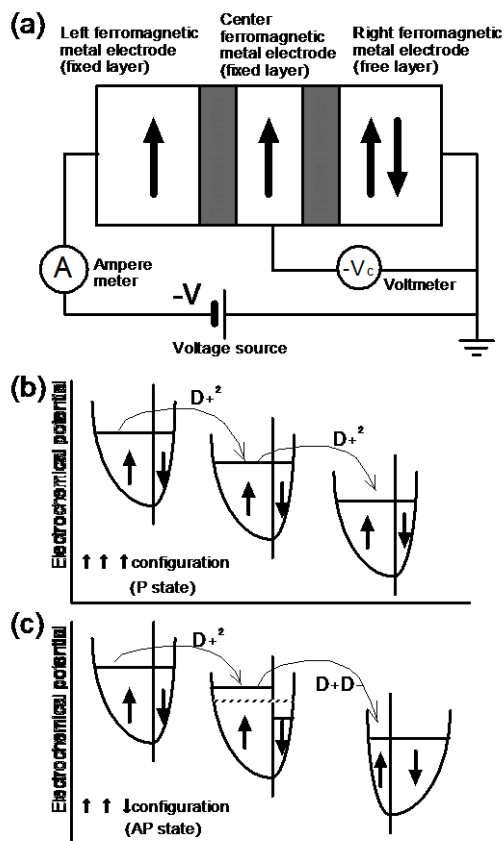 (a)
Left ferromagnetic
metal electrode
(fixed layer)
Center
ferromagnetic
metal electrode
(fixed layer)
Right ferromagnetic
metal electrode
(free layer)
A
Ampere
meter
-Vc
Voltmeter
-V
Voltage source
(b)
Electrochemical potential
D+²
D+²
↑ ↑ ↑ configuration
(P state)
(c)
Electrochemical potential
D+²
D+D-
↑ ↑ ↓configuration
(AP state)